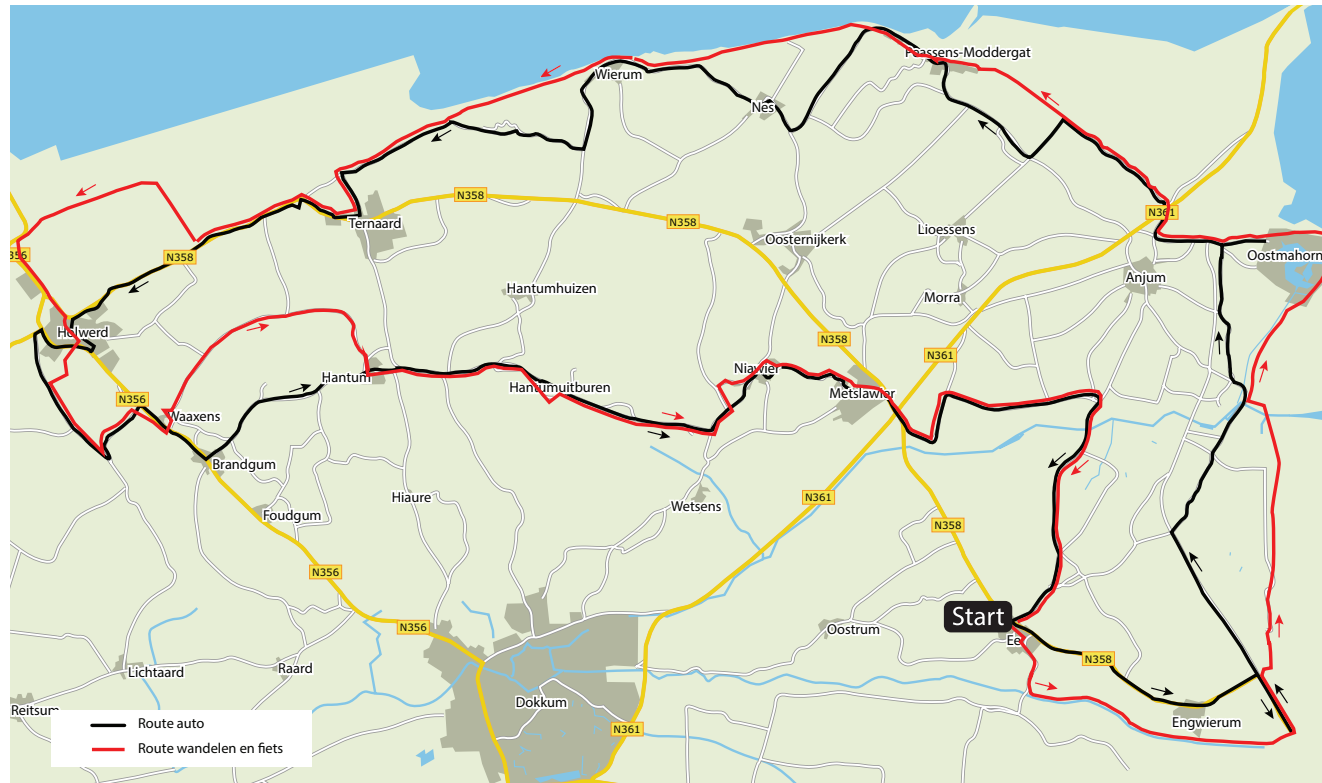 Paassens-Moddergat
Wierum
Nes
N358
Ternaard
N358
N361
Oosternijkerk
Lioessens
356
N358
Oostmahorn
Anjum
Hantumhuizen
Morra
Holwerd
N358
N361
Niawier
Hantum
Hantumuitburen
Metslawier
N356
Waaxens
Brandgum
Hiaure
N361
Wetsens
Foudgum
N358
N356
Start
N356
Oostrum
Ee
N358
Lichtaard
Raard
Dokkum
Reitsum
Engwierum
N361
Route auto
Route wandelen en fiets